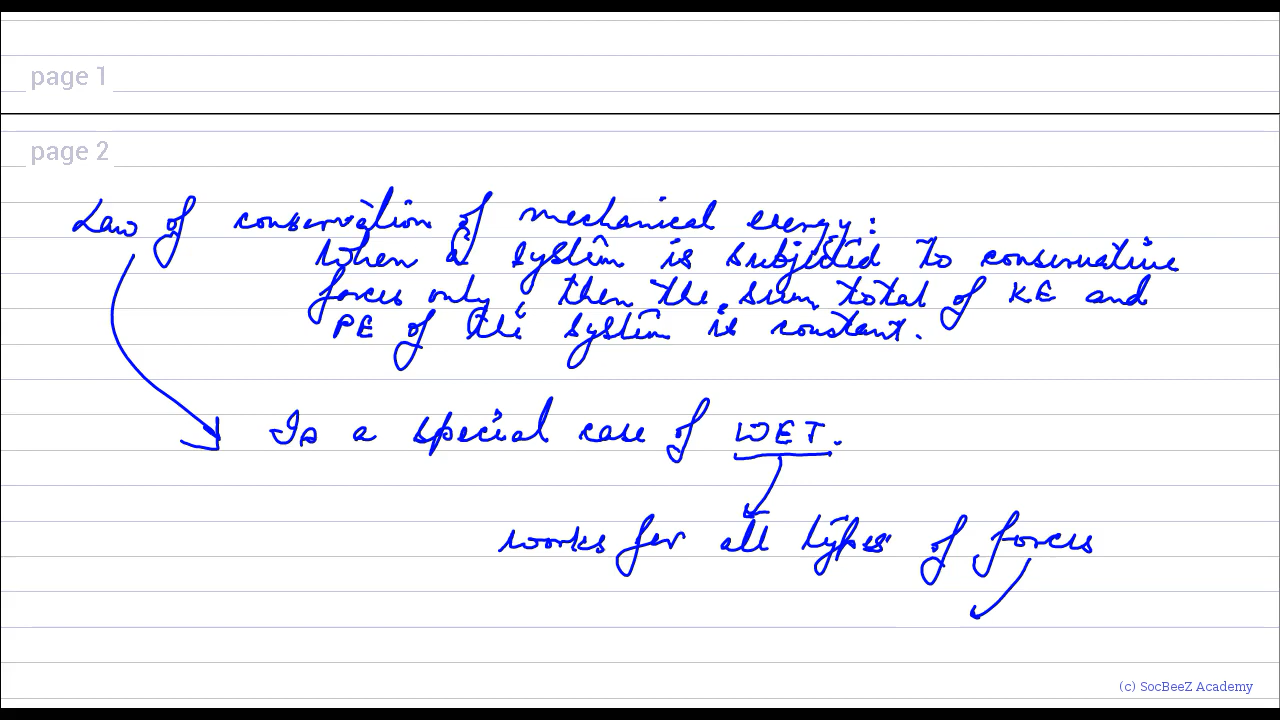 page 1
page 2
Law of conservation of mechanical energy:
When a system is subjected to conservative
forces only, then the sum total of KE and
PE of the system is constant.
Is a special case of WET.
works for all types of forces
(c) SocBeeZ Academy